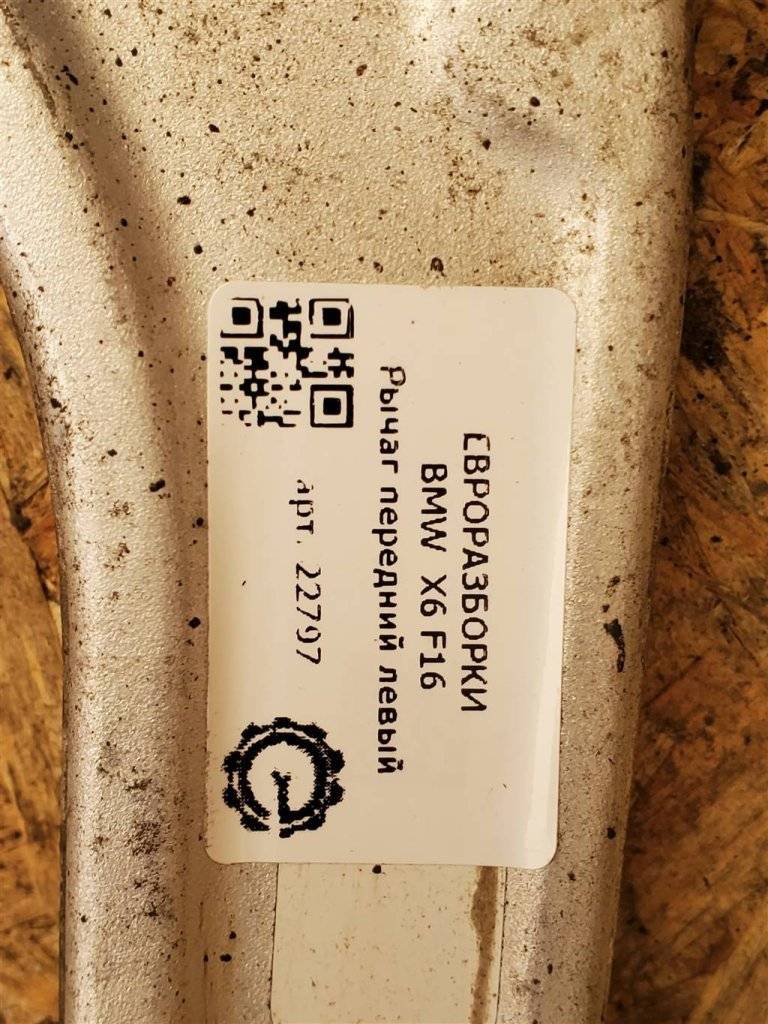 ЕВРОРАЗБОРКИ
BMW X6 F16
Рычаг передний левый
арт. 22797